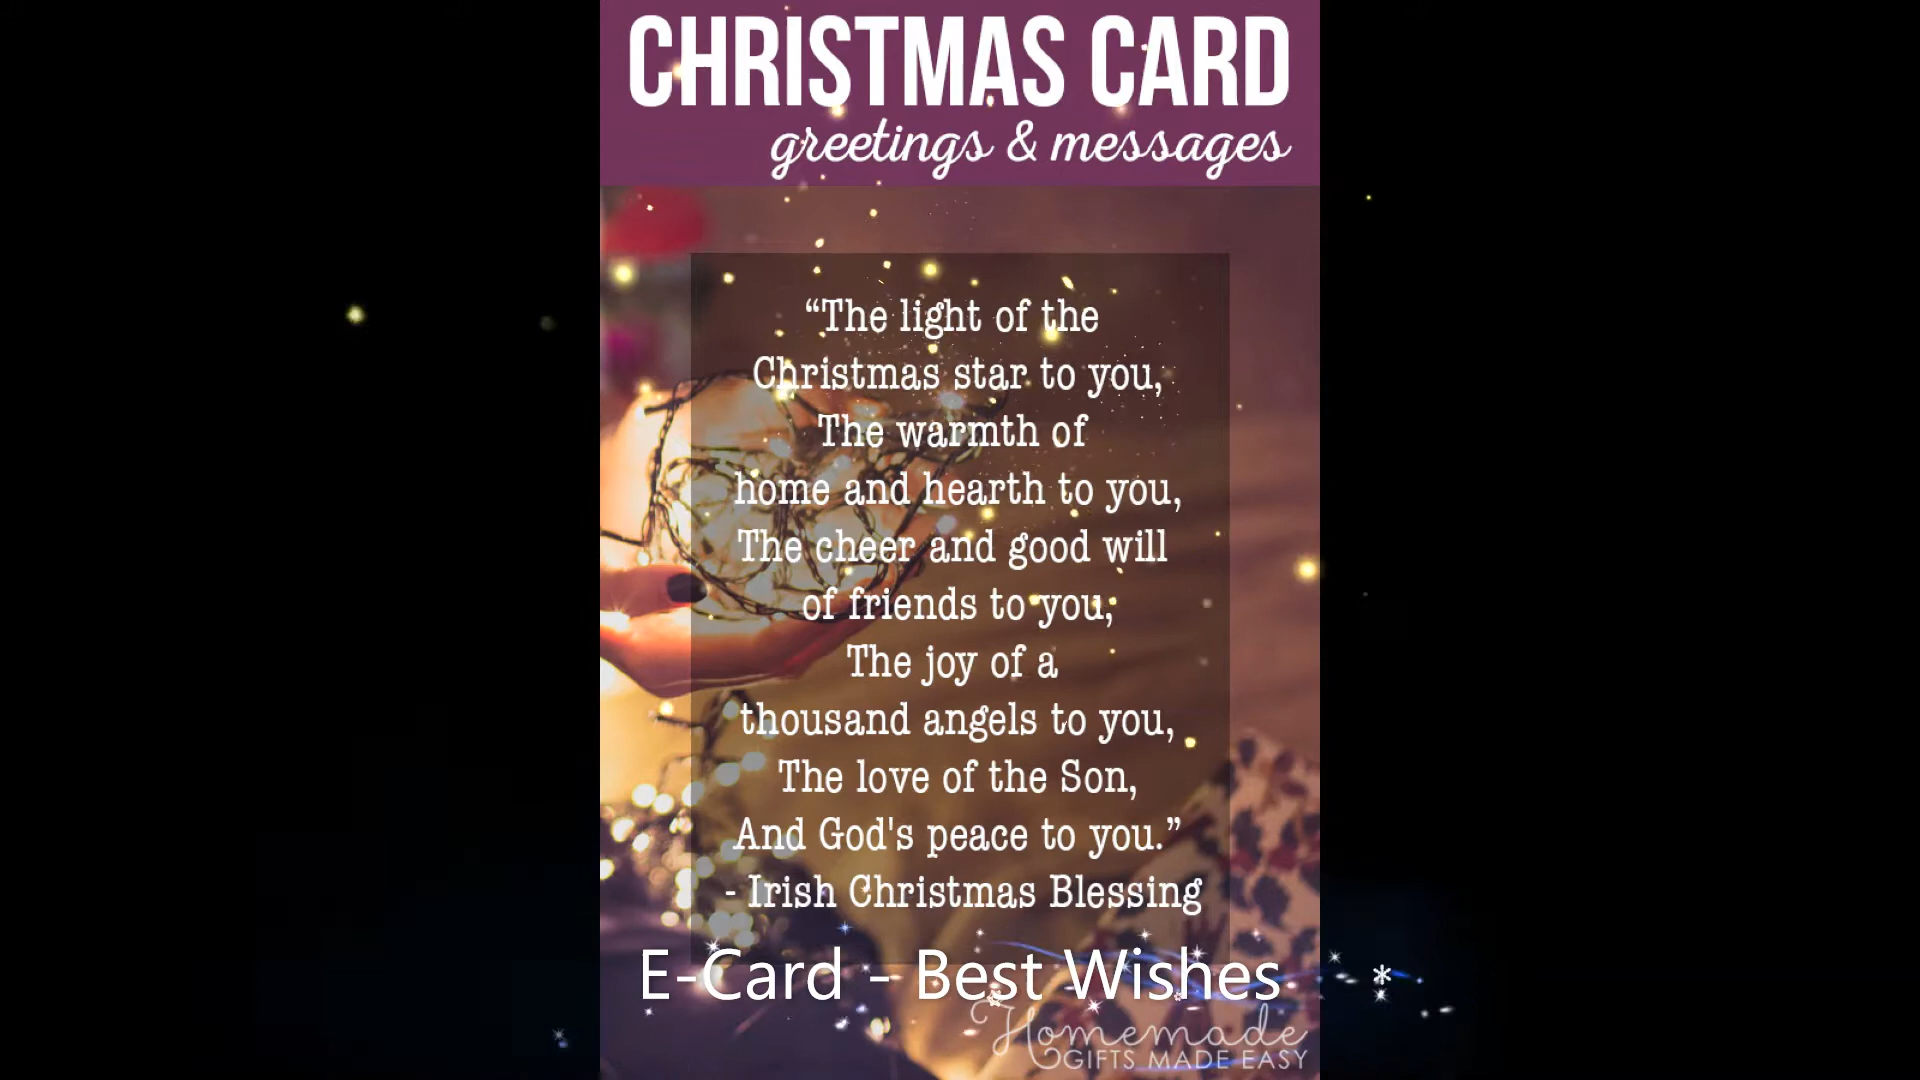 CHRISTMAS CARD
greetings & messages
“The light of the
Christmas star to you,
The warmth of
home and hearth to you,
The cheer and good will
of friends to you,
The joy of a
thousand angels to you,
The love of the Son,
And God's peace to you.”
- Irish Christmas Blessing
E-Card - Best Wishes
Homemade
GIFTS MADE EASY